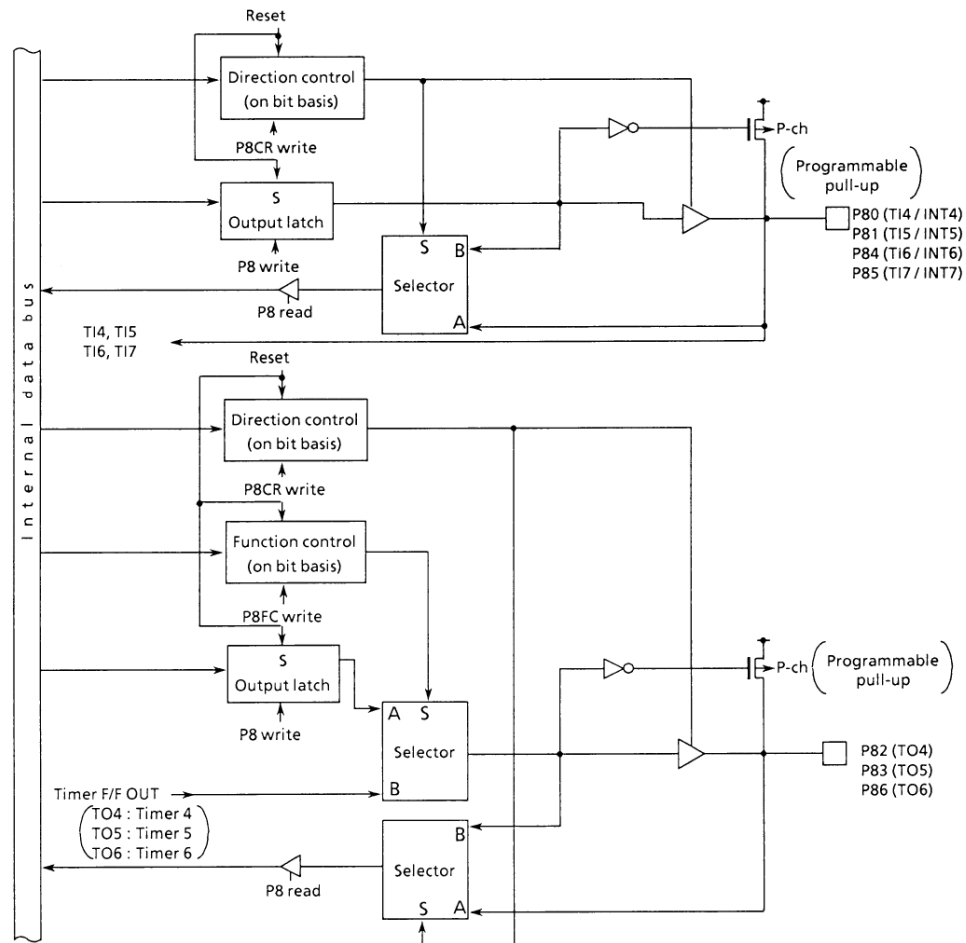 Reset
Direction control
(on bit basis)
P8CR write
P-ch
(Programmable
pull-up)
S
Output latch
P8 write
P80 (TI4 / INT4)
P81 (TI5 / INT5)
P84 (Ti6 / INT6)
P85 (TI7 / INT7)
S
B
Selector
A
P8 read
TI4, TI5
TI6, TI7
Internal data bus
Reset
Direction control
(on bit basis)
P8CR write
Function control
(on bit basis)
P8FC write
S
Output latch
P8 write
P-ch
(Programmable
pull-up)
A
S
Selector
B
P82 (TO4)
P83 (TO5)
P86 (TO6)
Timer F/F OUT
(TO4 : Timer 4
TO5 : Timer 5
TO6 : Timer 6)
B
Selector
S
A
P8 read